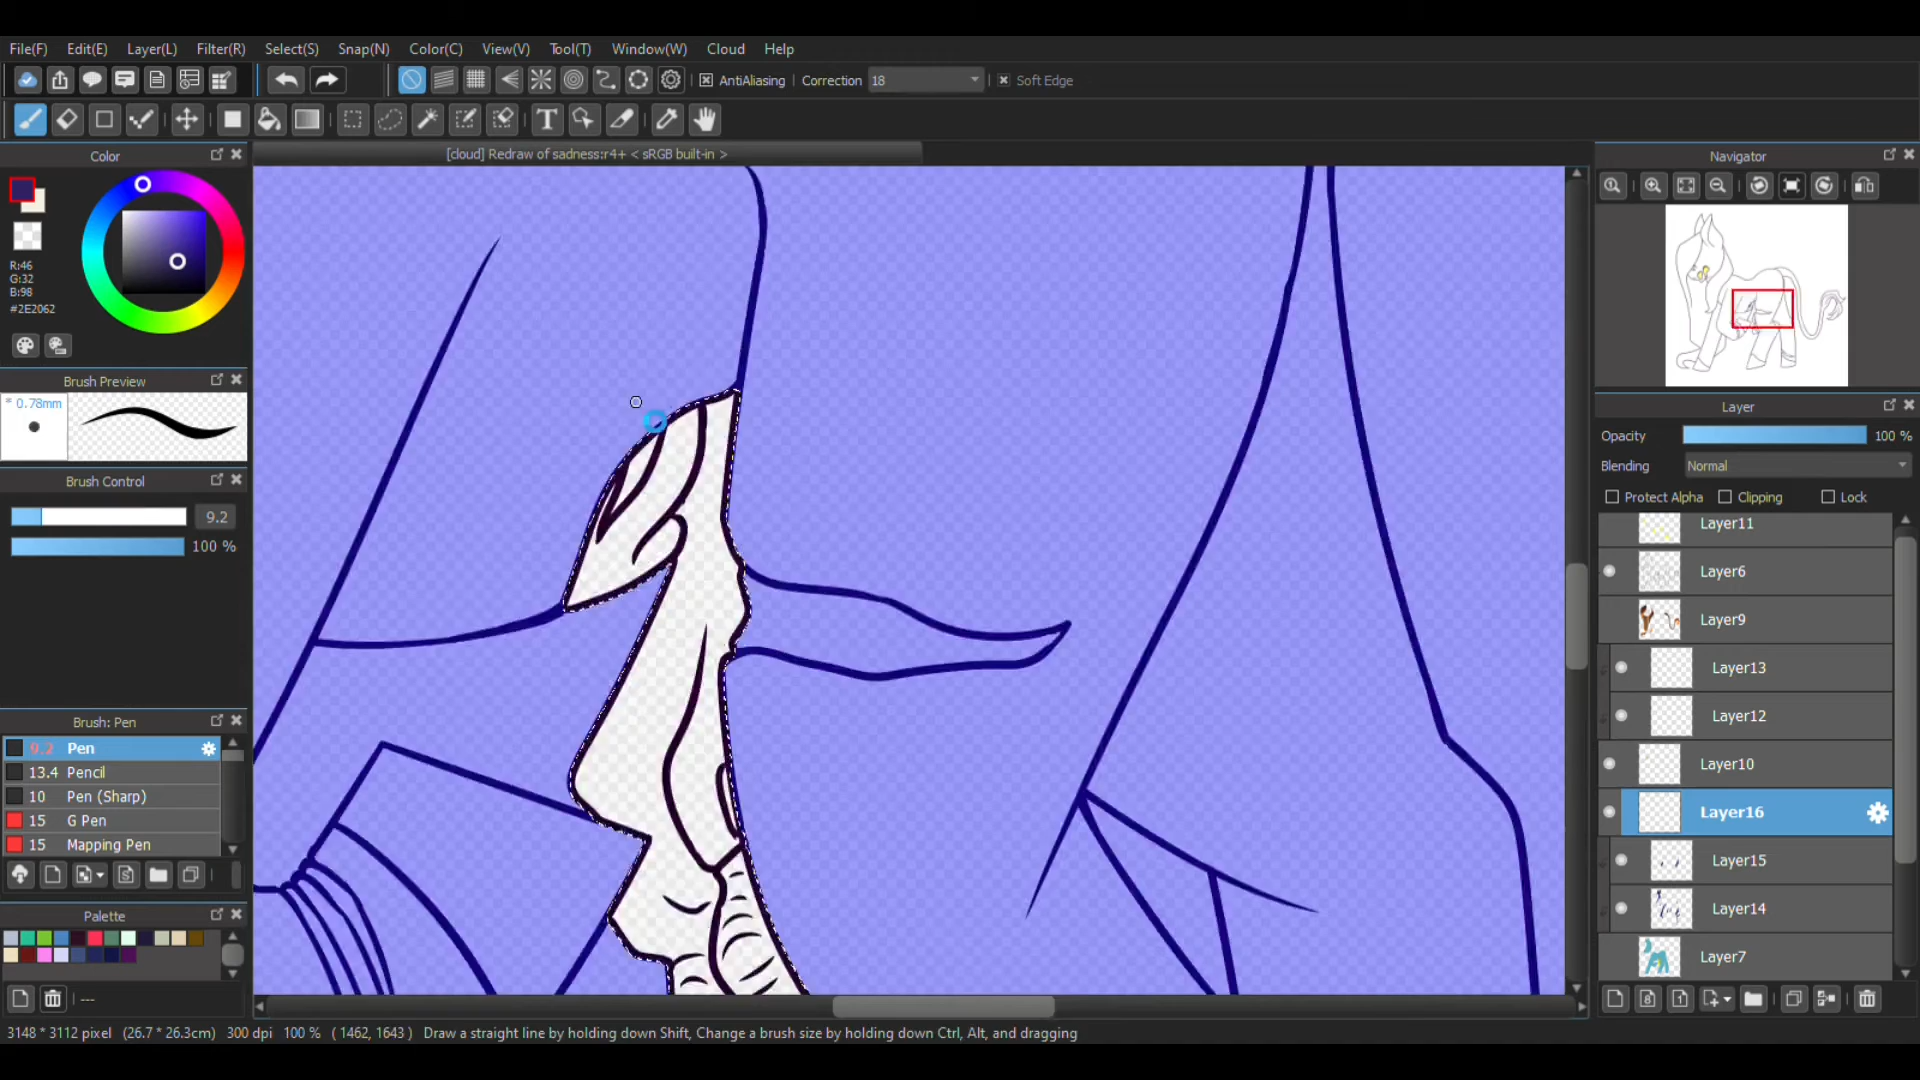 File(F) Edit(E) Layer(L) Filter(R) Select(S) Snap(N) Color(C) View(V) Tool(T) Window(W) Cloud Help
AntiAliasing Correction 18 Soft Edge
T
Color
[cloud] Redraw of sadness:r4+ < sRGB built-in >
Navigator
R:46
G:32
B:98
#2E2062
Brush Preview
* 0.78mm
Brush Control
9.2
100 %
Brush: Pen
9.2 Pen
13.4 Pencil
10 Pen (Sharp)
15 G Pen
15 Mapping Pen
Palette
---
Layer
Opacity 100 %
Blending Normal
Protect Alpha Clipping Lock
Layer11
Layer6
Layer9
Layer13
Layer12
Layer10
Layer16
Layer15
Layer14
Layer7
3148 * 3112 pixel (26.7 * 26.3cm) 300 dpi 100 % ( 1462, 1643 ) Draw a straight line by holding down Shift, Change a brush size by holding down Ctrl, Alt, and dragging